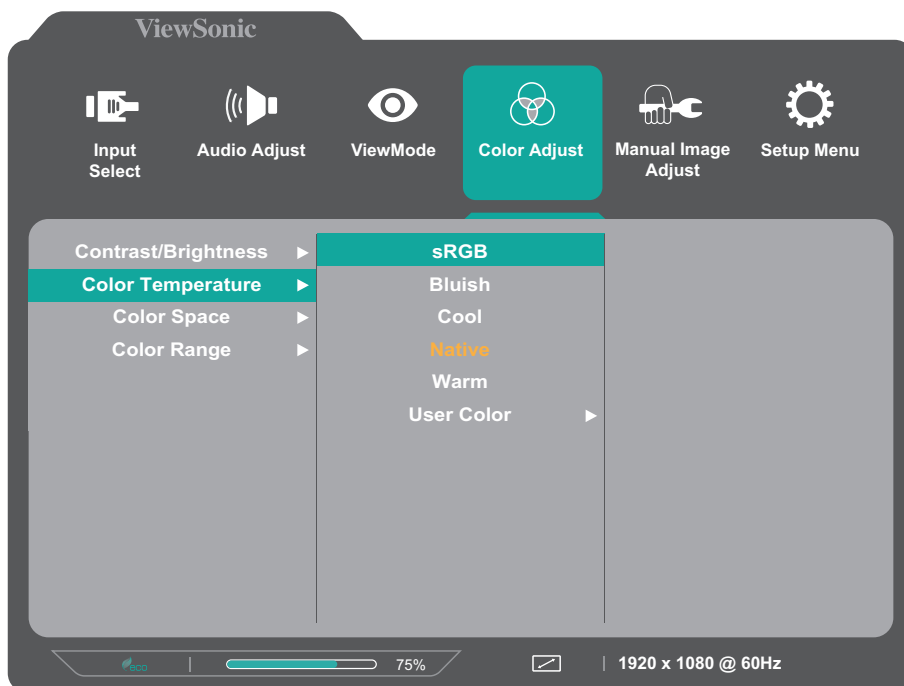 ViewSonic
Input
Select
Audio Adjust
ViewMode
Color Adjust
Manual Image
Adjust
Setup Menu
Contrast/Brightness
Color Temperature
Color Space
Color Range
sRGB
Bluish
Cool
Native
Warm
User Color
eco
75%
1920 x 1080 @ 60Hz